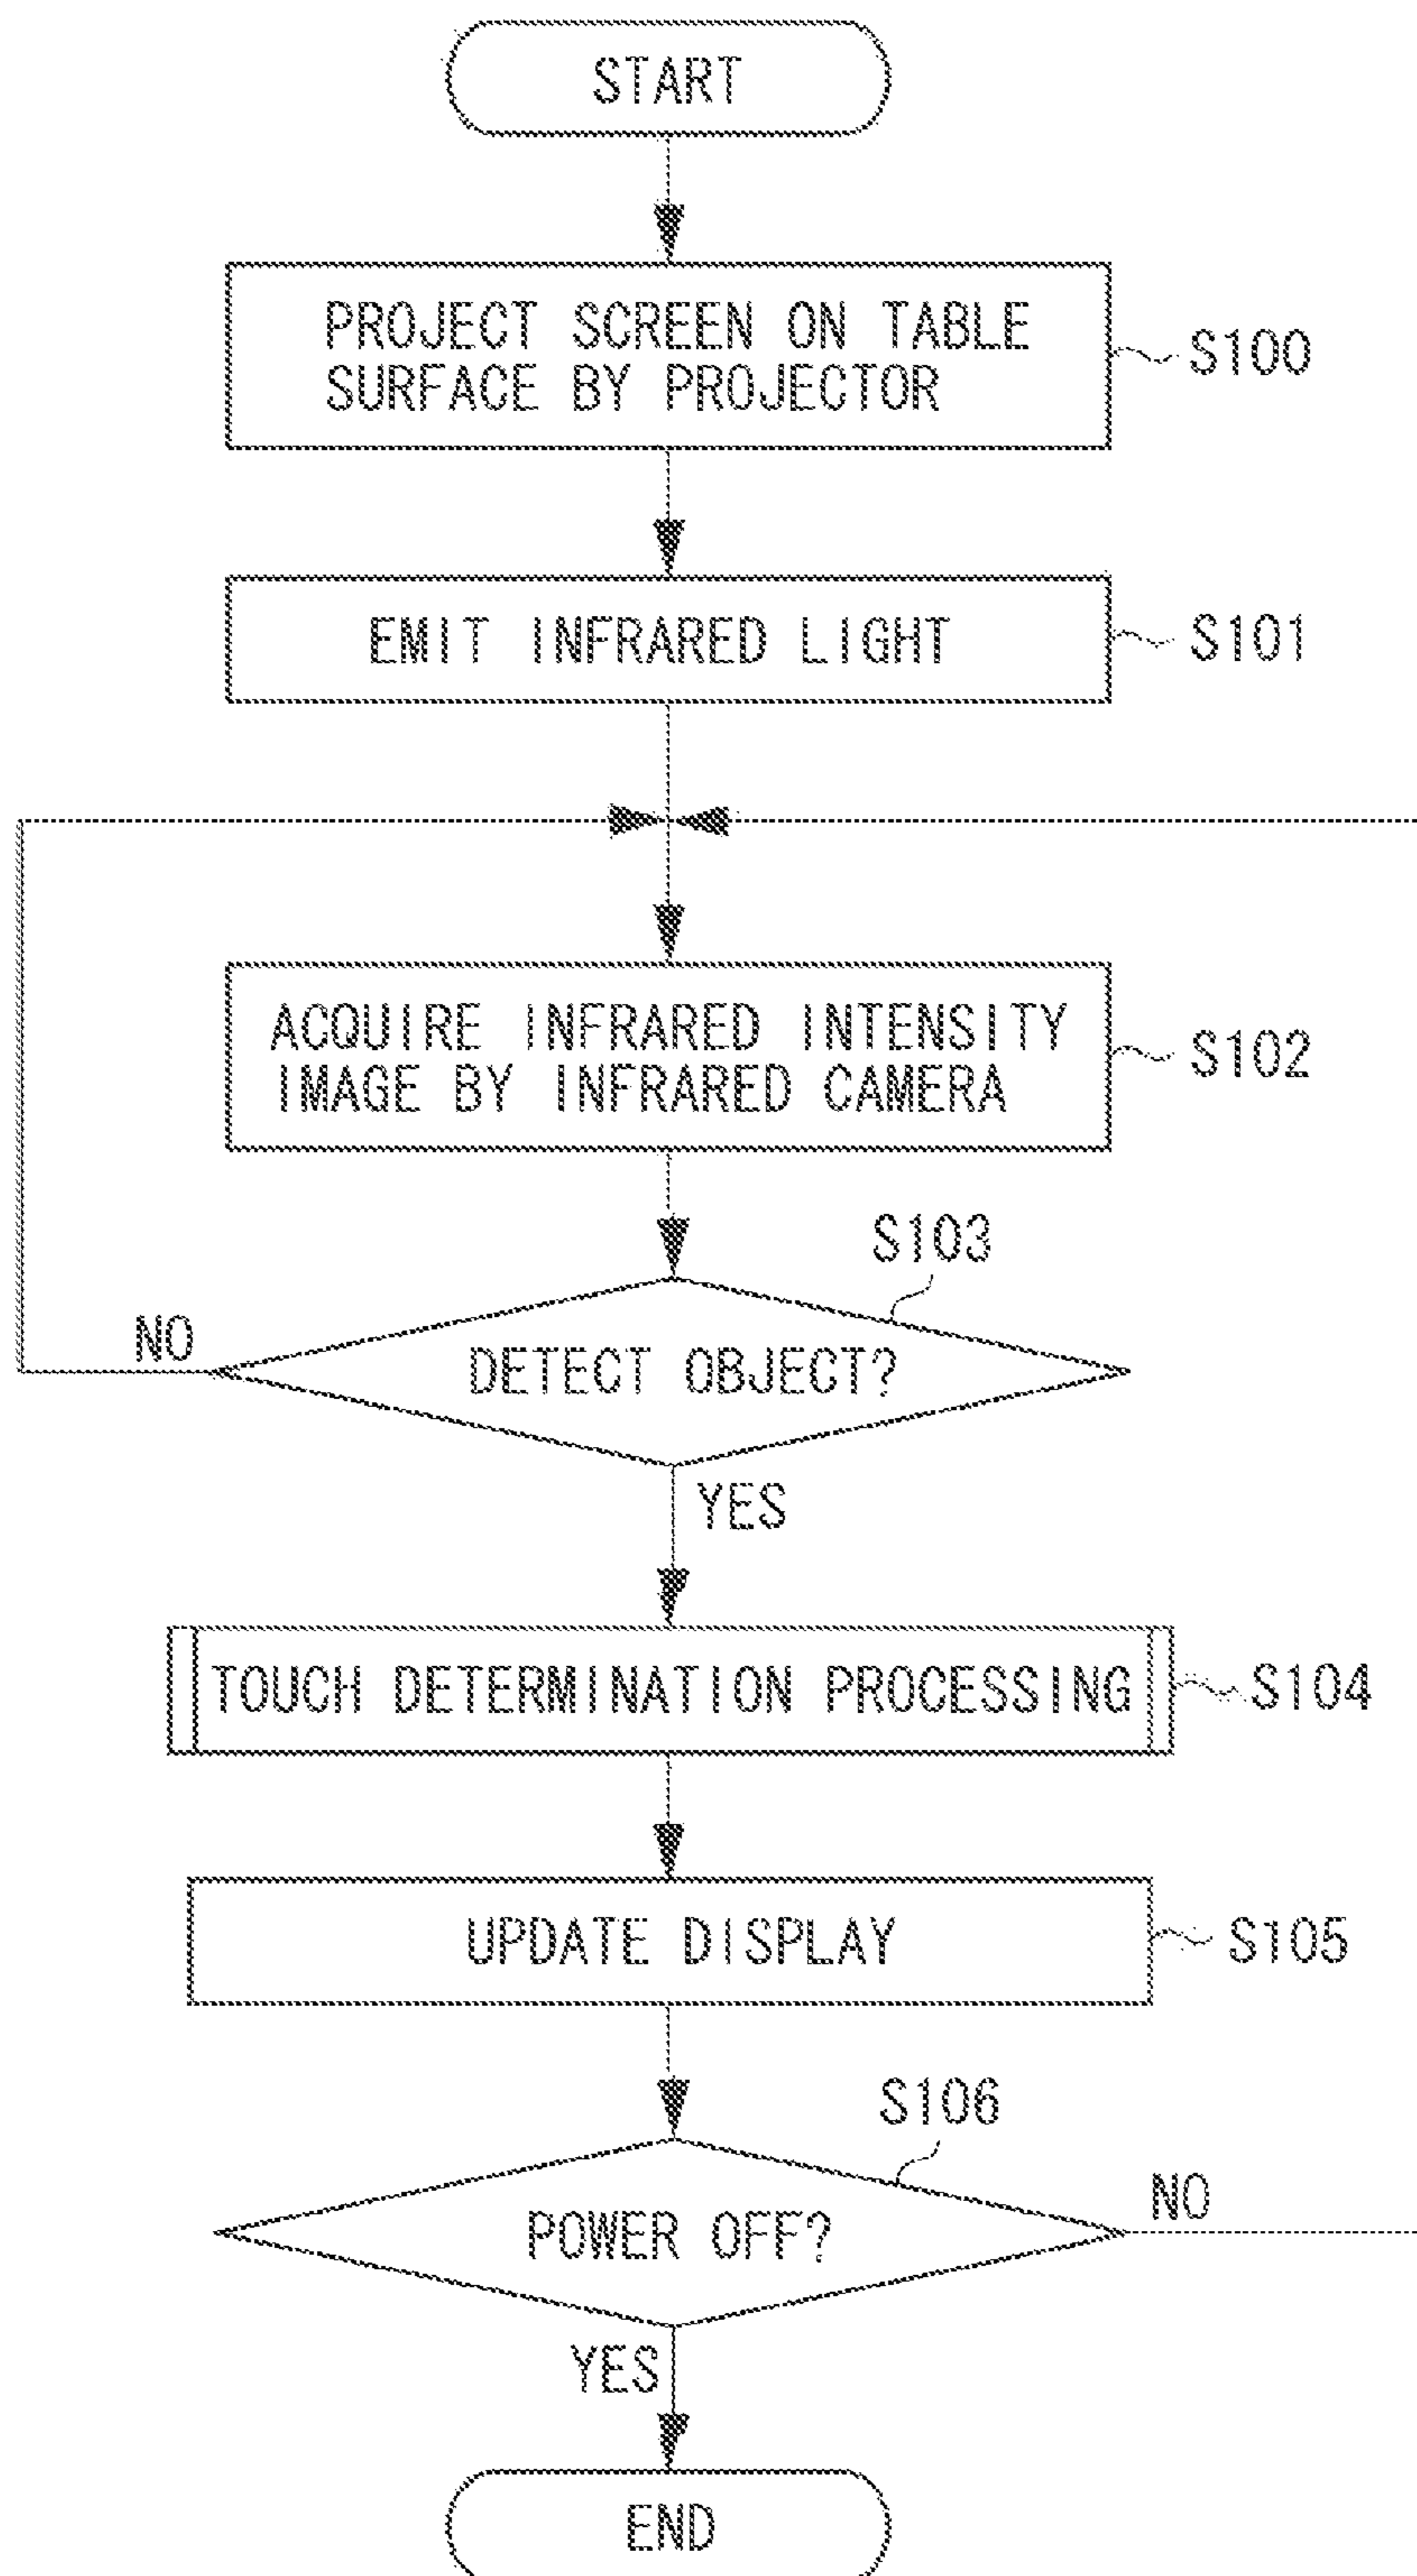 START
PROJECT SCREEN ON TABLE
SURFACE BY PROJECTOR
S100
EMIT INFRARED LIGHT
S101
ACQUIRE INFRARED INTENSITY
IMAGE BY INFRARED CAMERA
S102
S103
DETECT OBJECT?
NO
YES
TOUCH DETERMINATION PROCESSING
S104
UPDATE DISPLAY
S105
S106
POWER OFF?
NO
YES
END